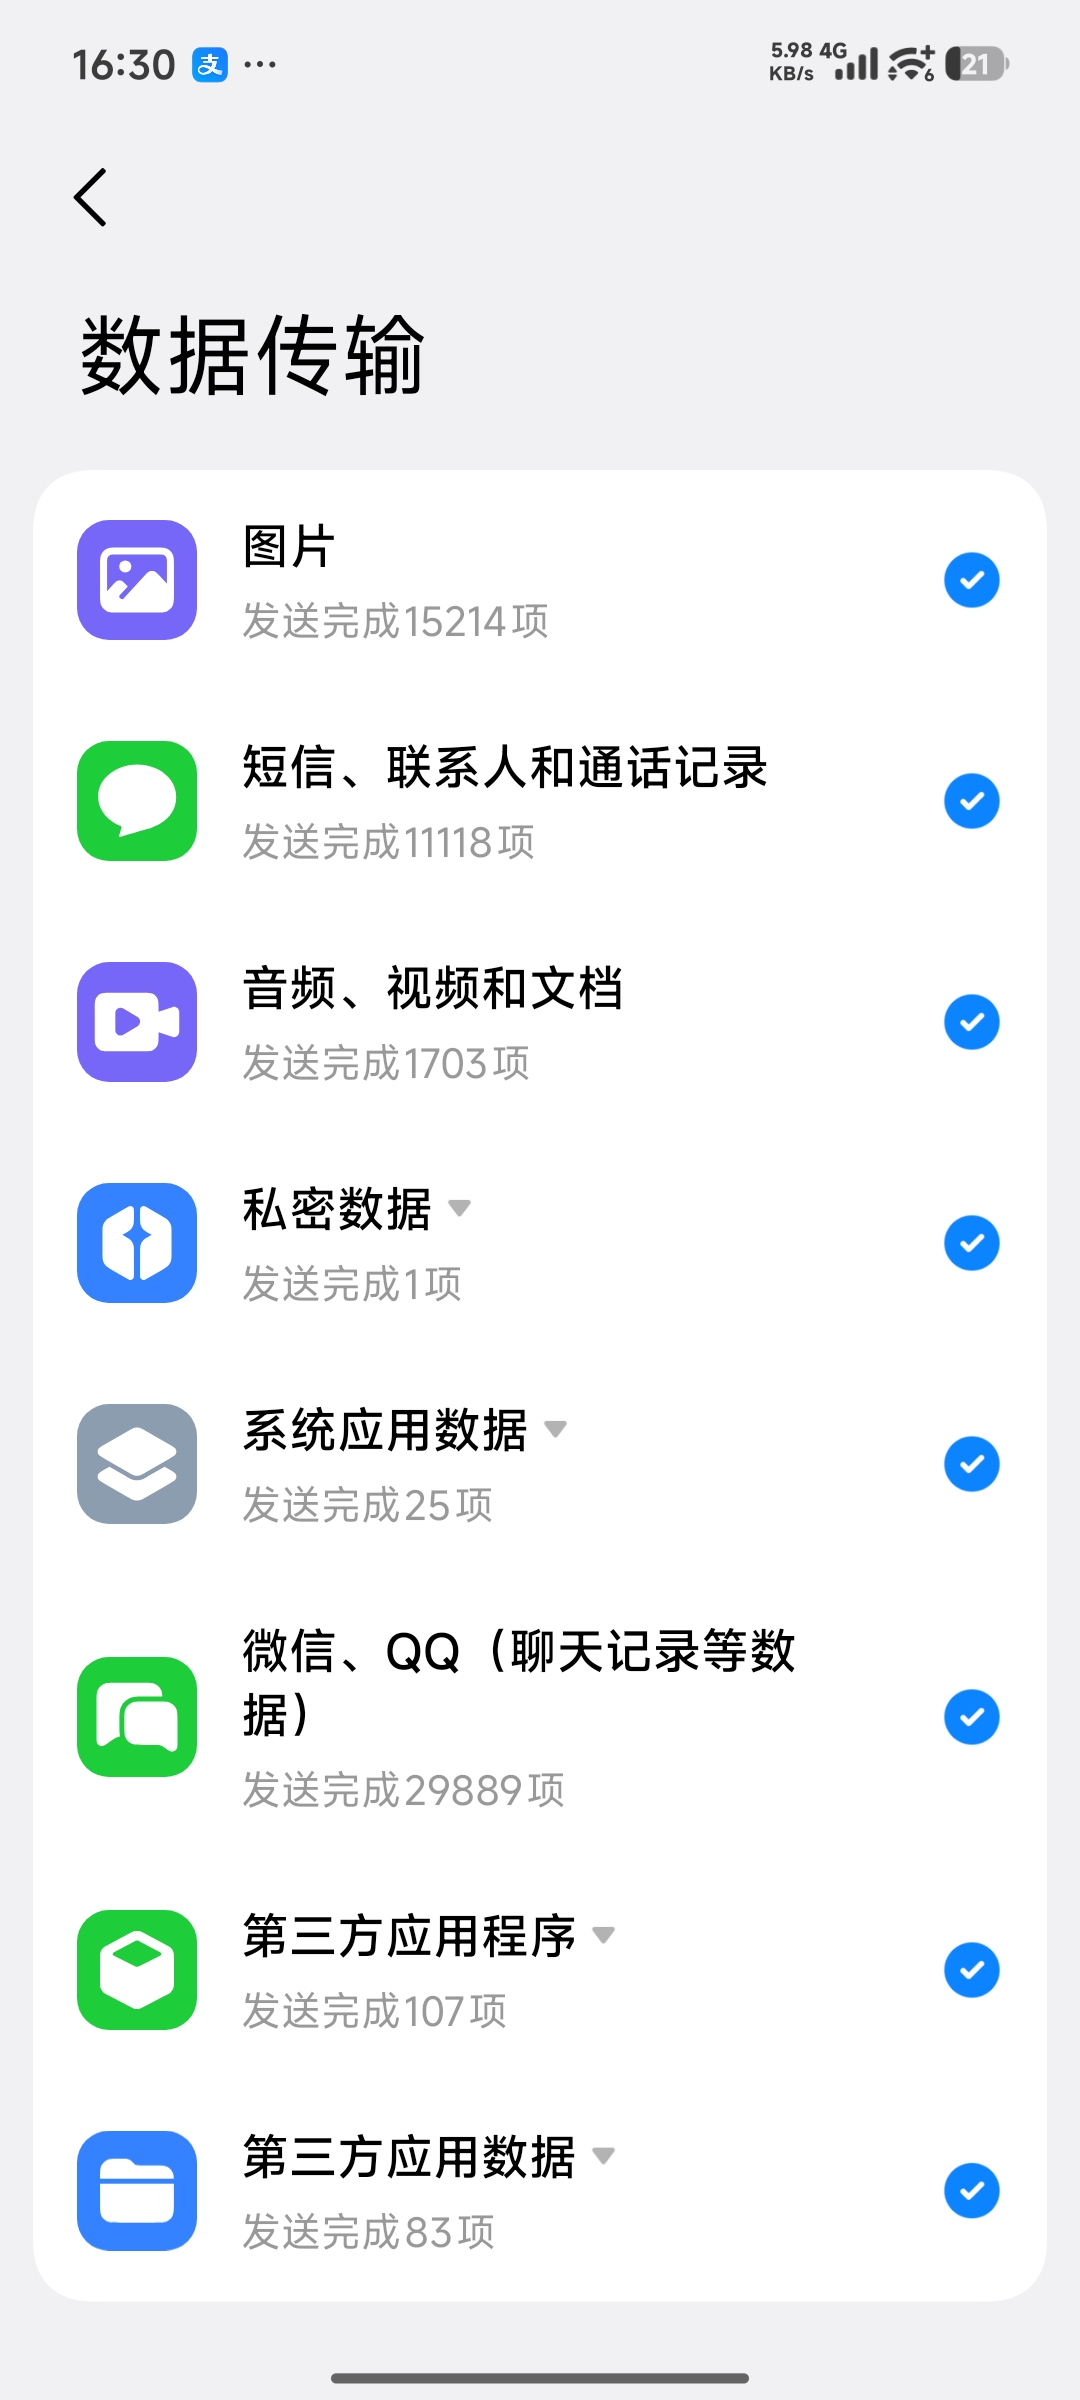 16:30 支 ··· 5.98 KB/s 4G 6 21
数据传输
图片
发送完成15214项
短信、联系人和通话记录
发送完成11118项
音频、视频和文档
发送完成1703项
私密数据
发送完成1项
系统应用数据
发送完成25项
微信、QQ（聊天记录等数
据）
发送完成29889项
第三方应用程序
发送完成107项
第三方应用数据
发送完成83项